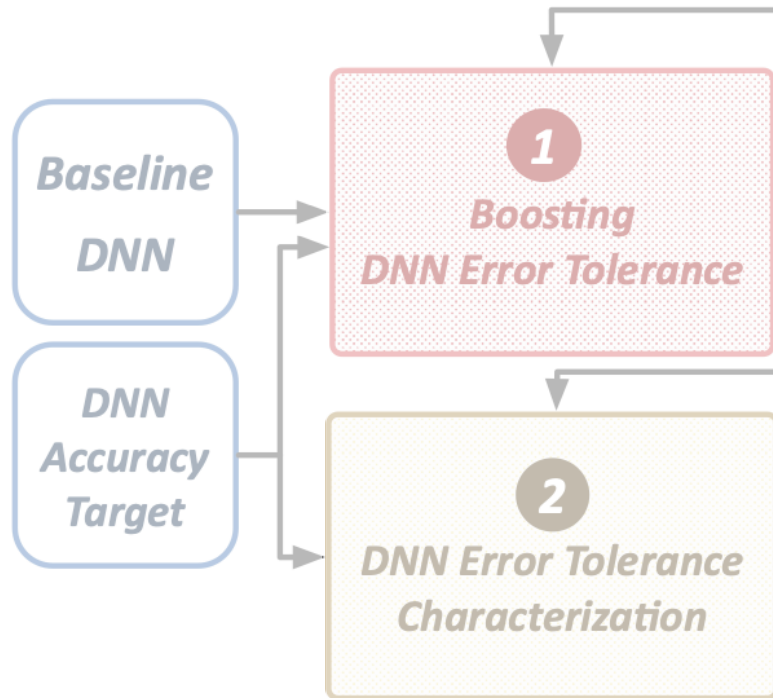 Baseline
DNN
DNN
Accuracy
Target
1
Boosting
DNN Error Tolerance
2
DNN Error Tolerance
Characterization